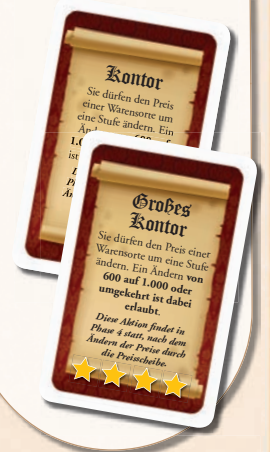 Kontor
Sie dürfen den Preis
einer Warensorte um
eine Stufe ändern. Ein
Großes
Kontor
Sie dürfen den Preis einer
Warensorte um eine Stufe
ändern. Ein Ändern von
600 auf 1.000 oder
umgekehrt ist dabei
erlaubt.
Diese Aktion findet in
Phase 4 statt, nach dem
Ändern der Preise durch
die Preisscheibe.